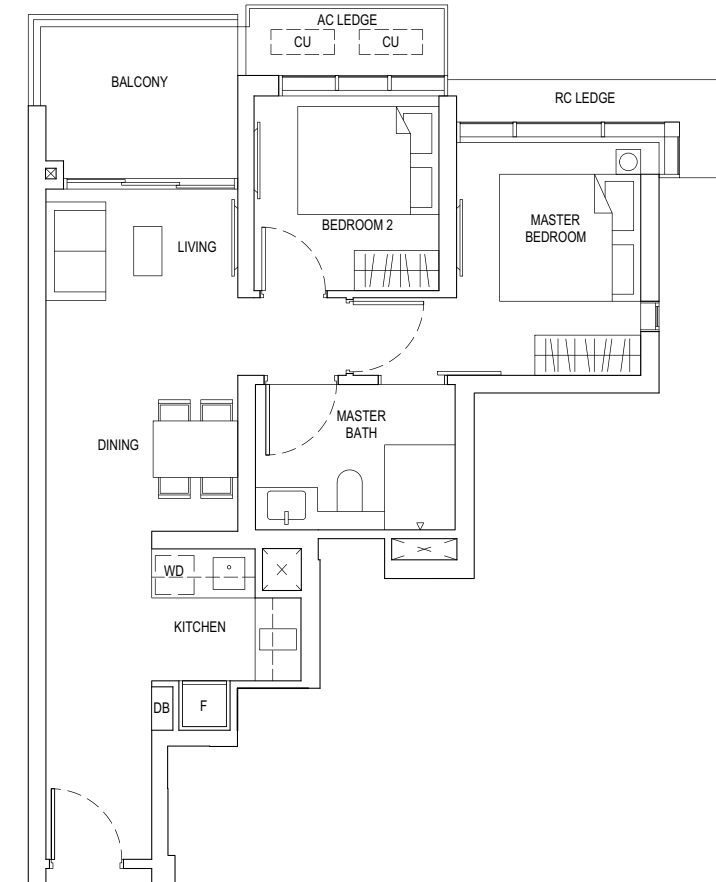 AC LEDGE
CU
CU
BALCONY
RC LEDGE
BEDROOM 2
MASTER
BEDROOM
LIVING
MASTER
BATH
DINING
WD
KITCHEN
DB
F